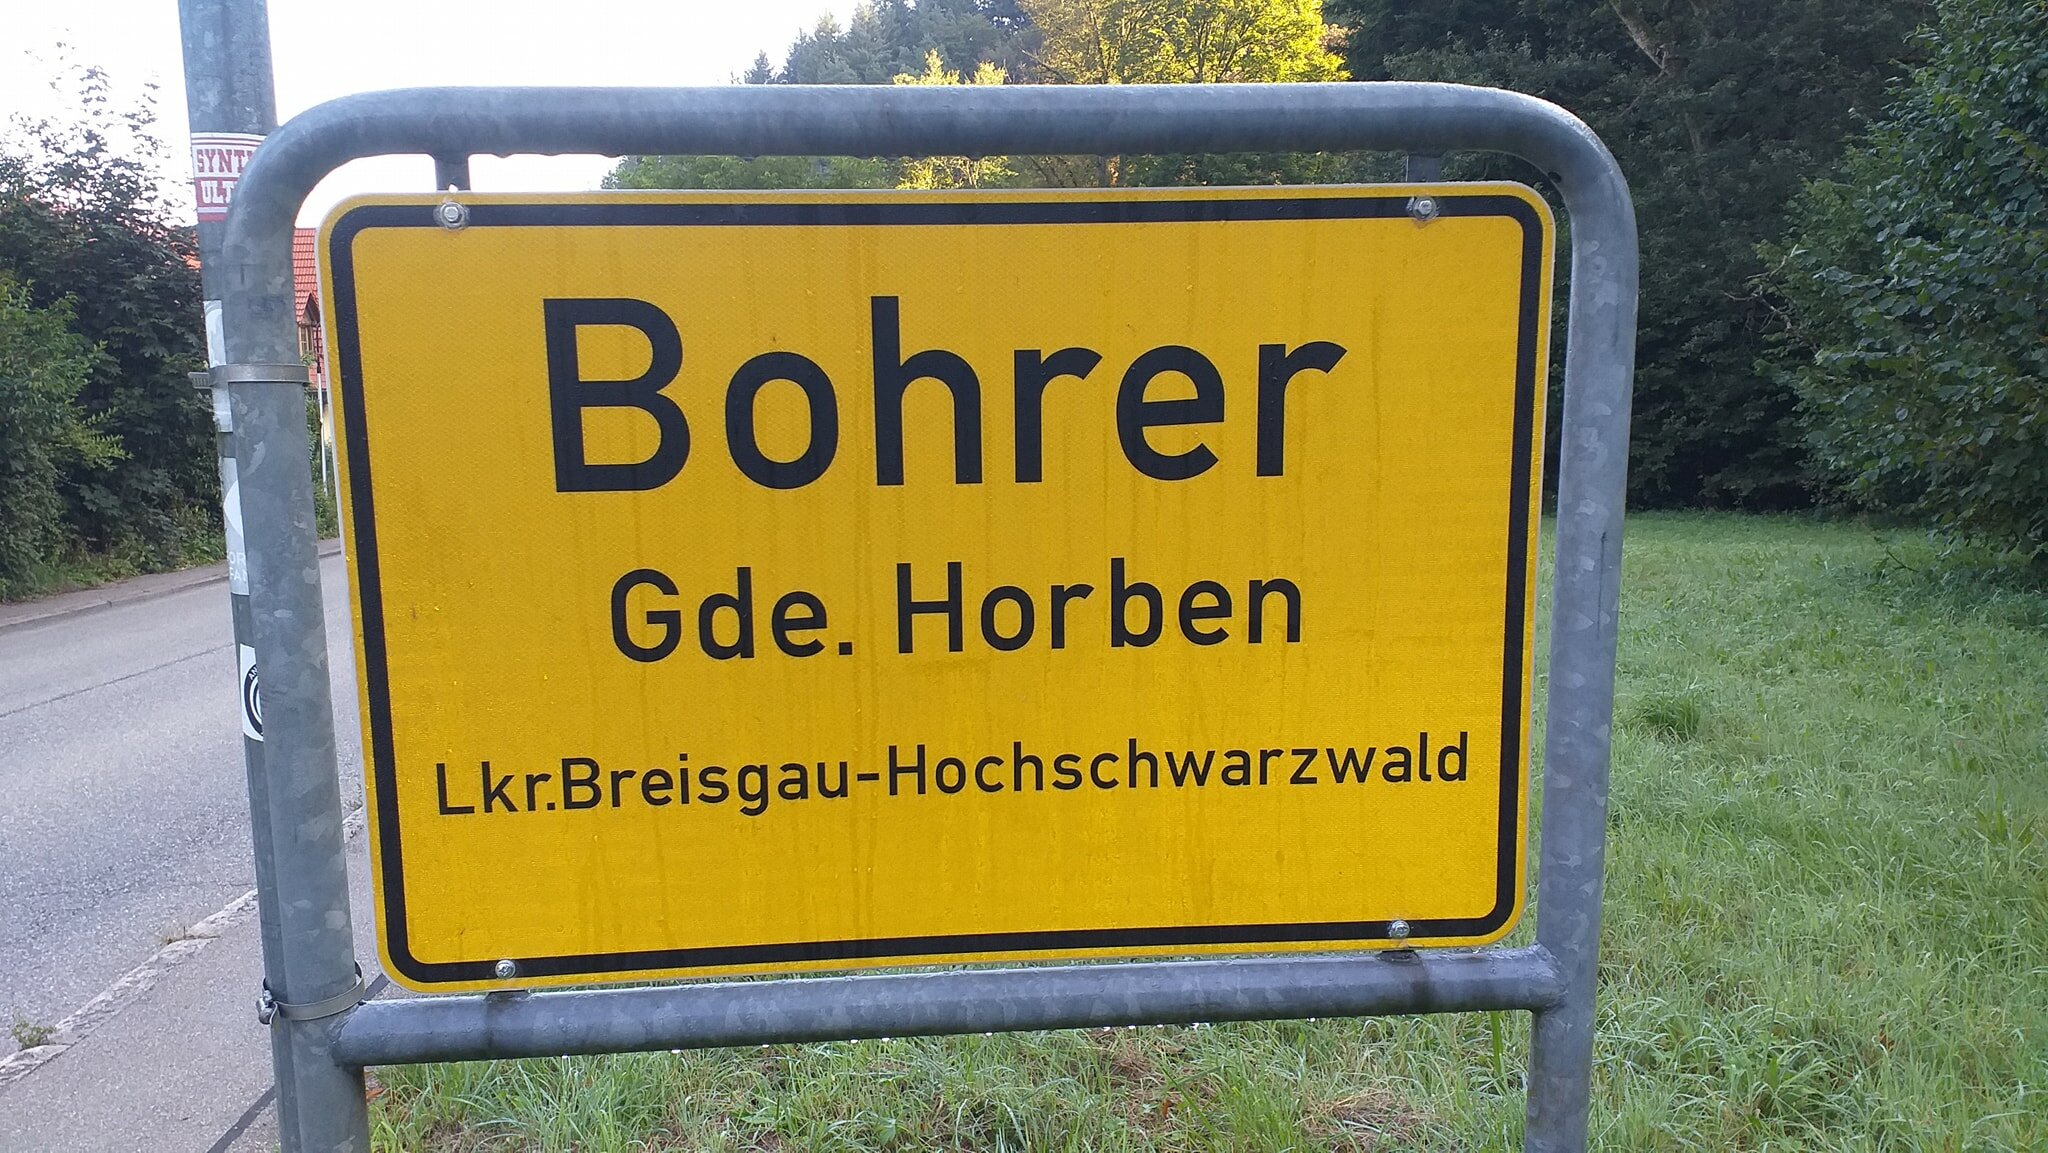 Bohrer
Gde. Horben
Lkr.Breisgau-Hochschwarzwald